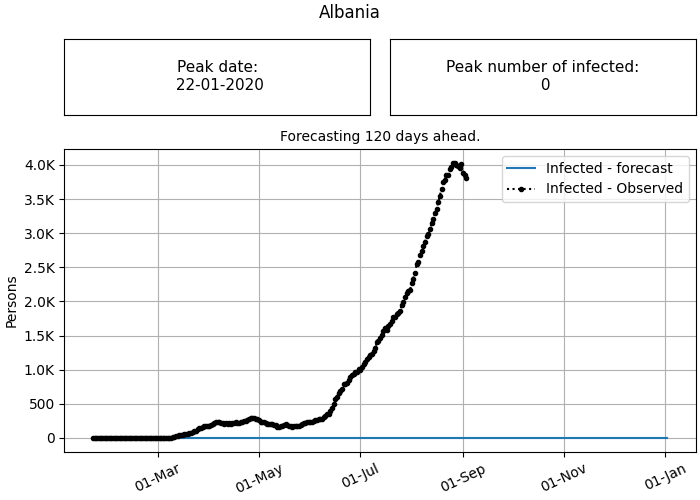 Albania
Peak date:
22-01-2020
Peak number of infected:
0
Forecasting 120 days ahead.
4.0K
3.5K
3.0K
2.5K
2.0K
1.5K
1.0K
500
0
Persons
Infected - forecast
Infected - Observed
01-Mar
01-May
01-Jul
01-Sep
01-Nov
01-Jan